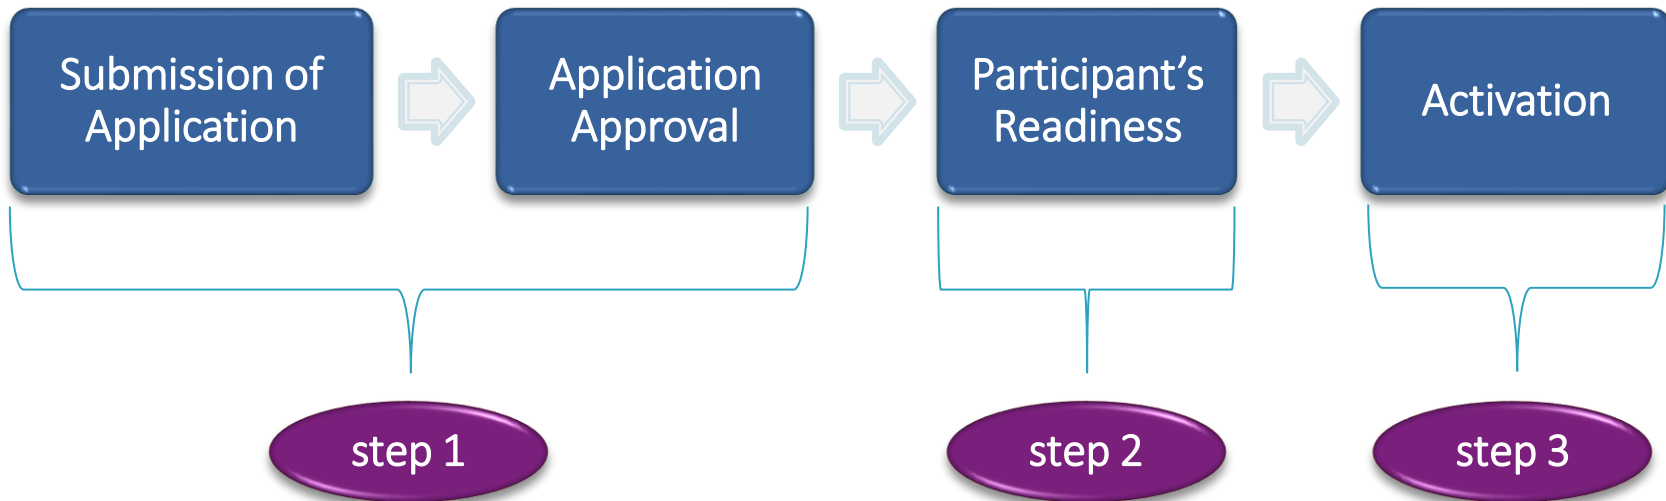 Submission of
Application
Application
Approval
Participant’s
Readiness
Activation
step 1
step 2
step 3